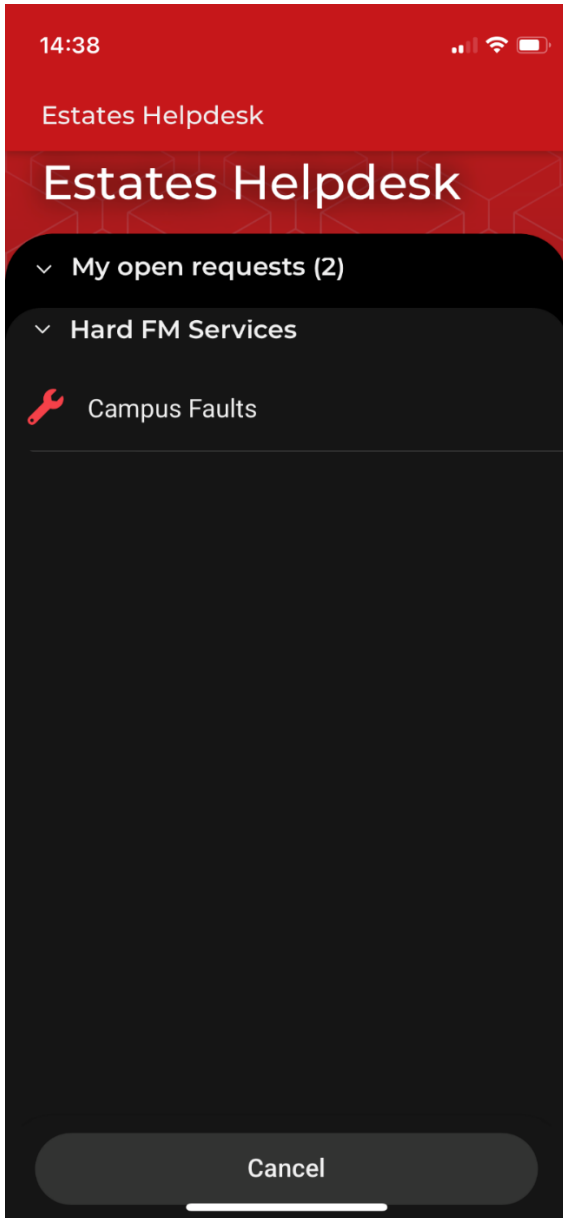 14:38
Estates Helpdesk
Estates Helpdesk
My open requests (2)
Hard FM Services
Campus Faults
Cancel